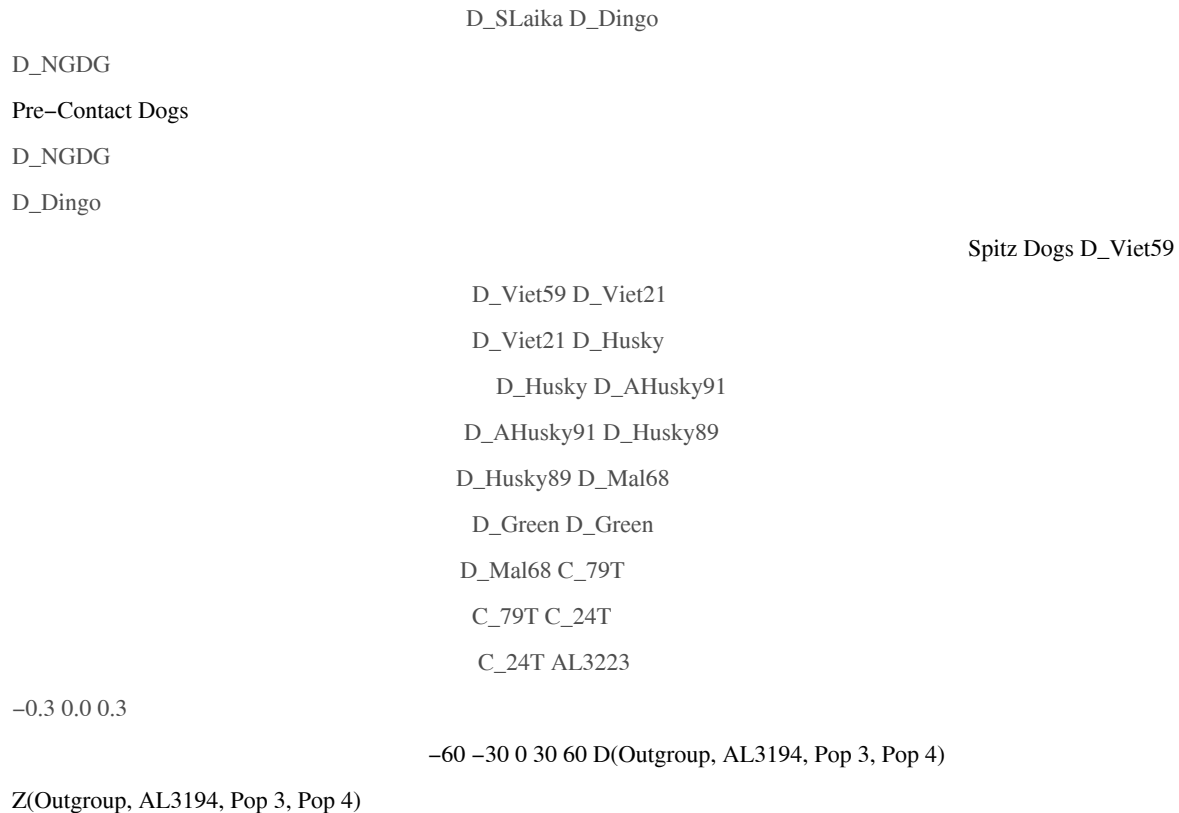 D_SLaika D_Dingo
D_NGDG
Pre−Contact Dogs
D_NGDG
D_Dingo
Spitz Dogs D_Viet59
D_Viet59 D_Viet21
D_Viet21 D_Husky
D_Husky D_AHusky91
D_AHusky91 D_Husky89
D_Husky89 D_Mal68
D_Green D_Green
D_Mal68 C_79T
C_79T C_24T
C_24T AL3223
−0.3 0.0 0.3
−60 −30 0 30 60 D(Outgroup, AL3194, Pop 3, Pop 4)
Z(Outgroup, AL3194, Pop 3, Pop 4)